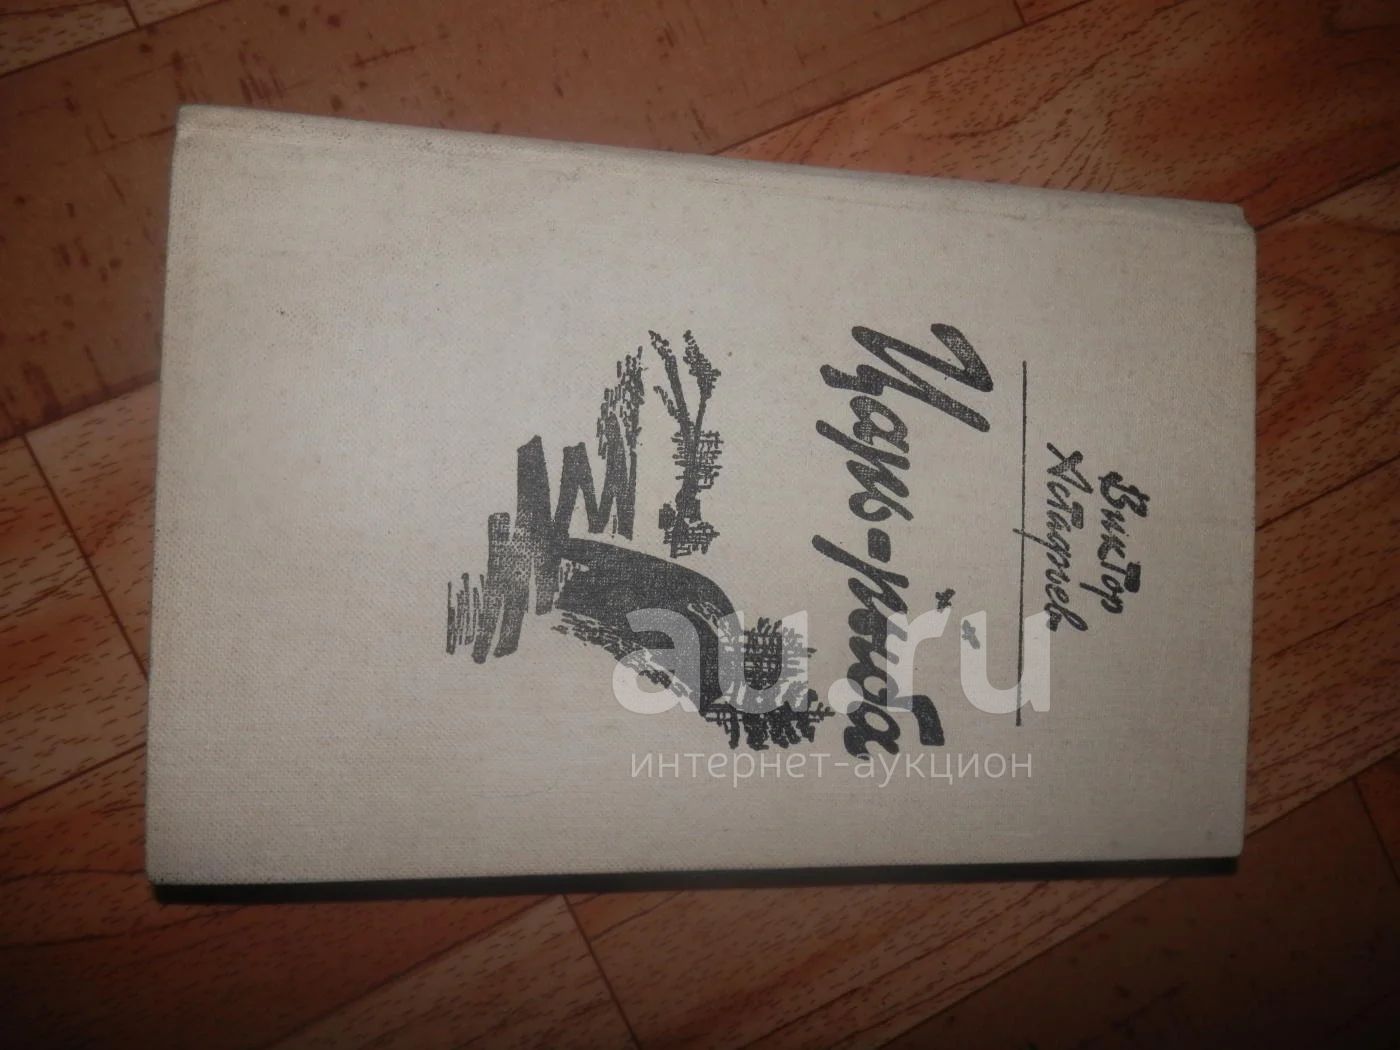 Виктор
Астафьев
Царь-рыба
au.ru
интернет-аукцион